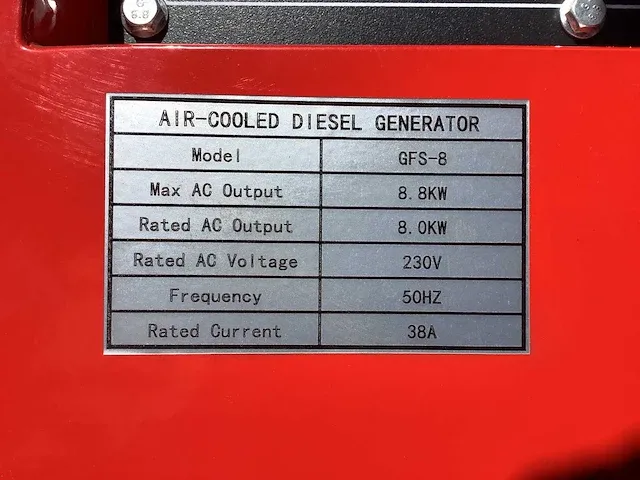 AIR-COOLED DIESEL GENERATOR
Model GFS-8
Max AC Output 8.8KW
Rated AC Output 8.0KW
Rated AC Voltage 230V
Frequency 50HZ
Rated Current 38A